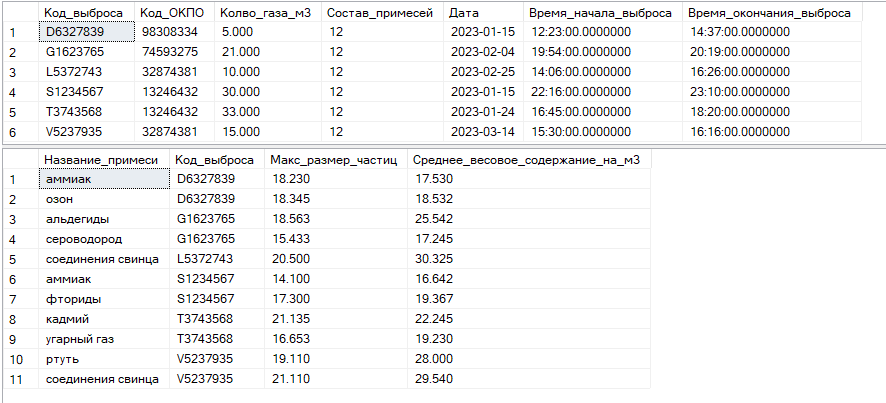 Код_выброса Код_ОКПО Колво_газа_м3 Состав_примесей Дата Время_начала_выброса Время_окончания_выброса
1 D6327839 98308334 5.000 12 2023-01-15 12:23:00.0000000 14:37:00.0000000
2 G1623765 74593275 21.000 12 2023-02-04 19:54:00.0000000 20:19:00.0000000
3 L5372743 32874381 10.000 12 2023-02-25 14:06:00.0000000 16:26:00.0000000
4 S1234567 13246432 30.000 12 2023-01-15 22:16:00.0000000 23:10:00.0000000
5 T3743568 13246432 33.000 12 2023-01-24 16:45:00.0000000 18:20:00.0000000
6 V5237935 32874381 15.000 12 2023-03-14 15:30:00.0000000 16:16:00.0000000
Название_примеси Код_выброса Макс_размер_частиц Среднее_весовое_содержание_на_м3
1 аммиак D6327839 18.230 17.530
2 озон D6327839 18.345 18.532
3 альдегиды G1623765 18.563 25.542
4 сероводород G1623765 15.433 17.245
5 соединения свинца L5372743 20.500 30.325
6 аммиак S1234567 14.100 16.642
7 фториды S1234567 17.300 19.367
8 кадмий T3743568 21.135 22.245
9 угарный газ T3743568 16.653 19.230
10 ртуть V5237935 19.110 28.000
11 соединения свинца V5237935 21.110 29.540